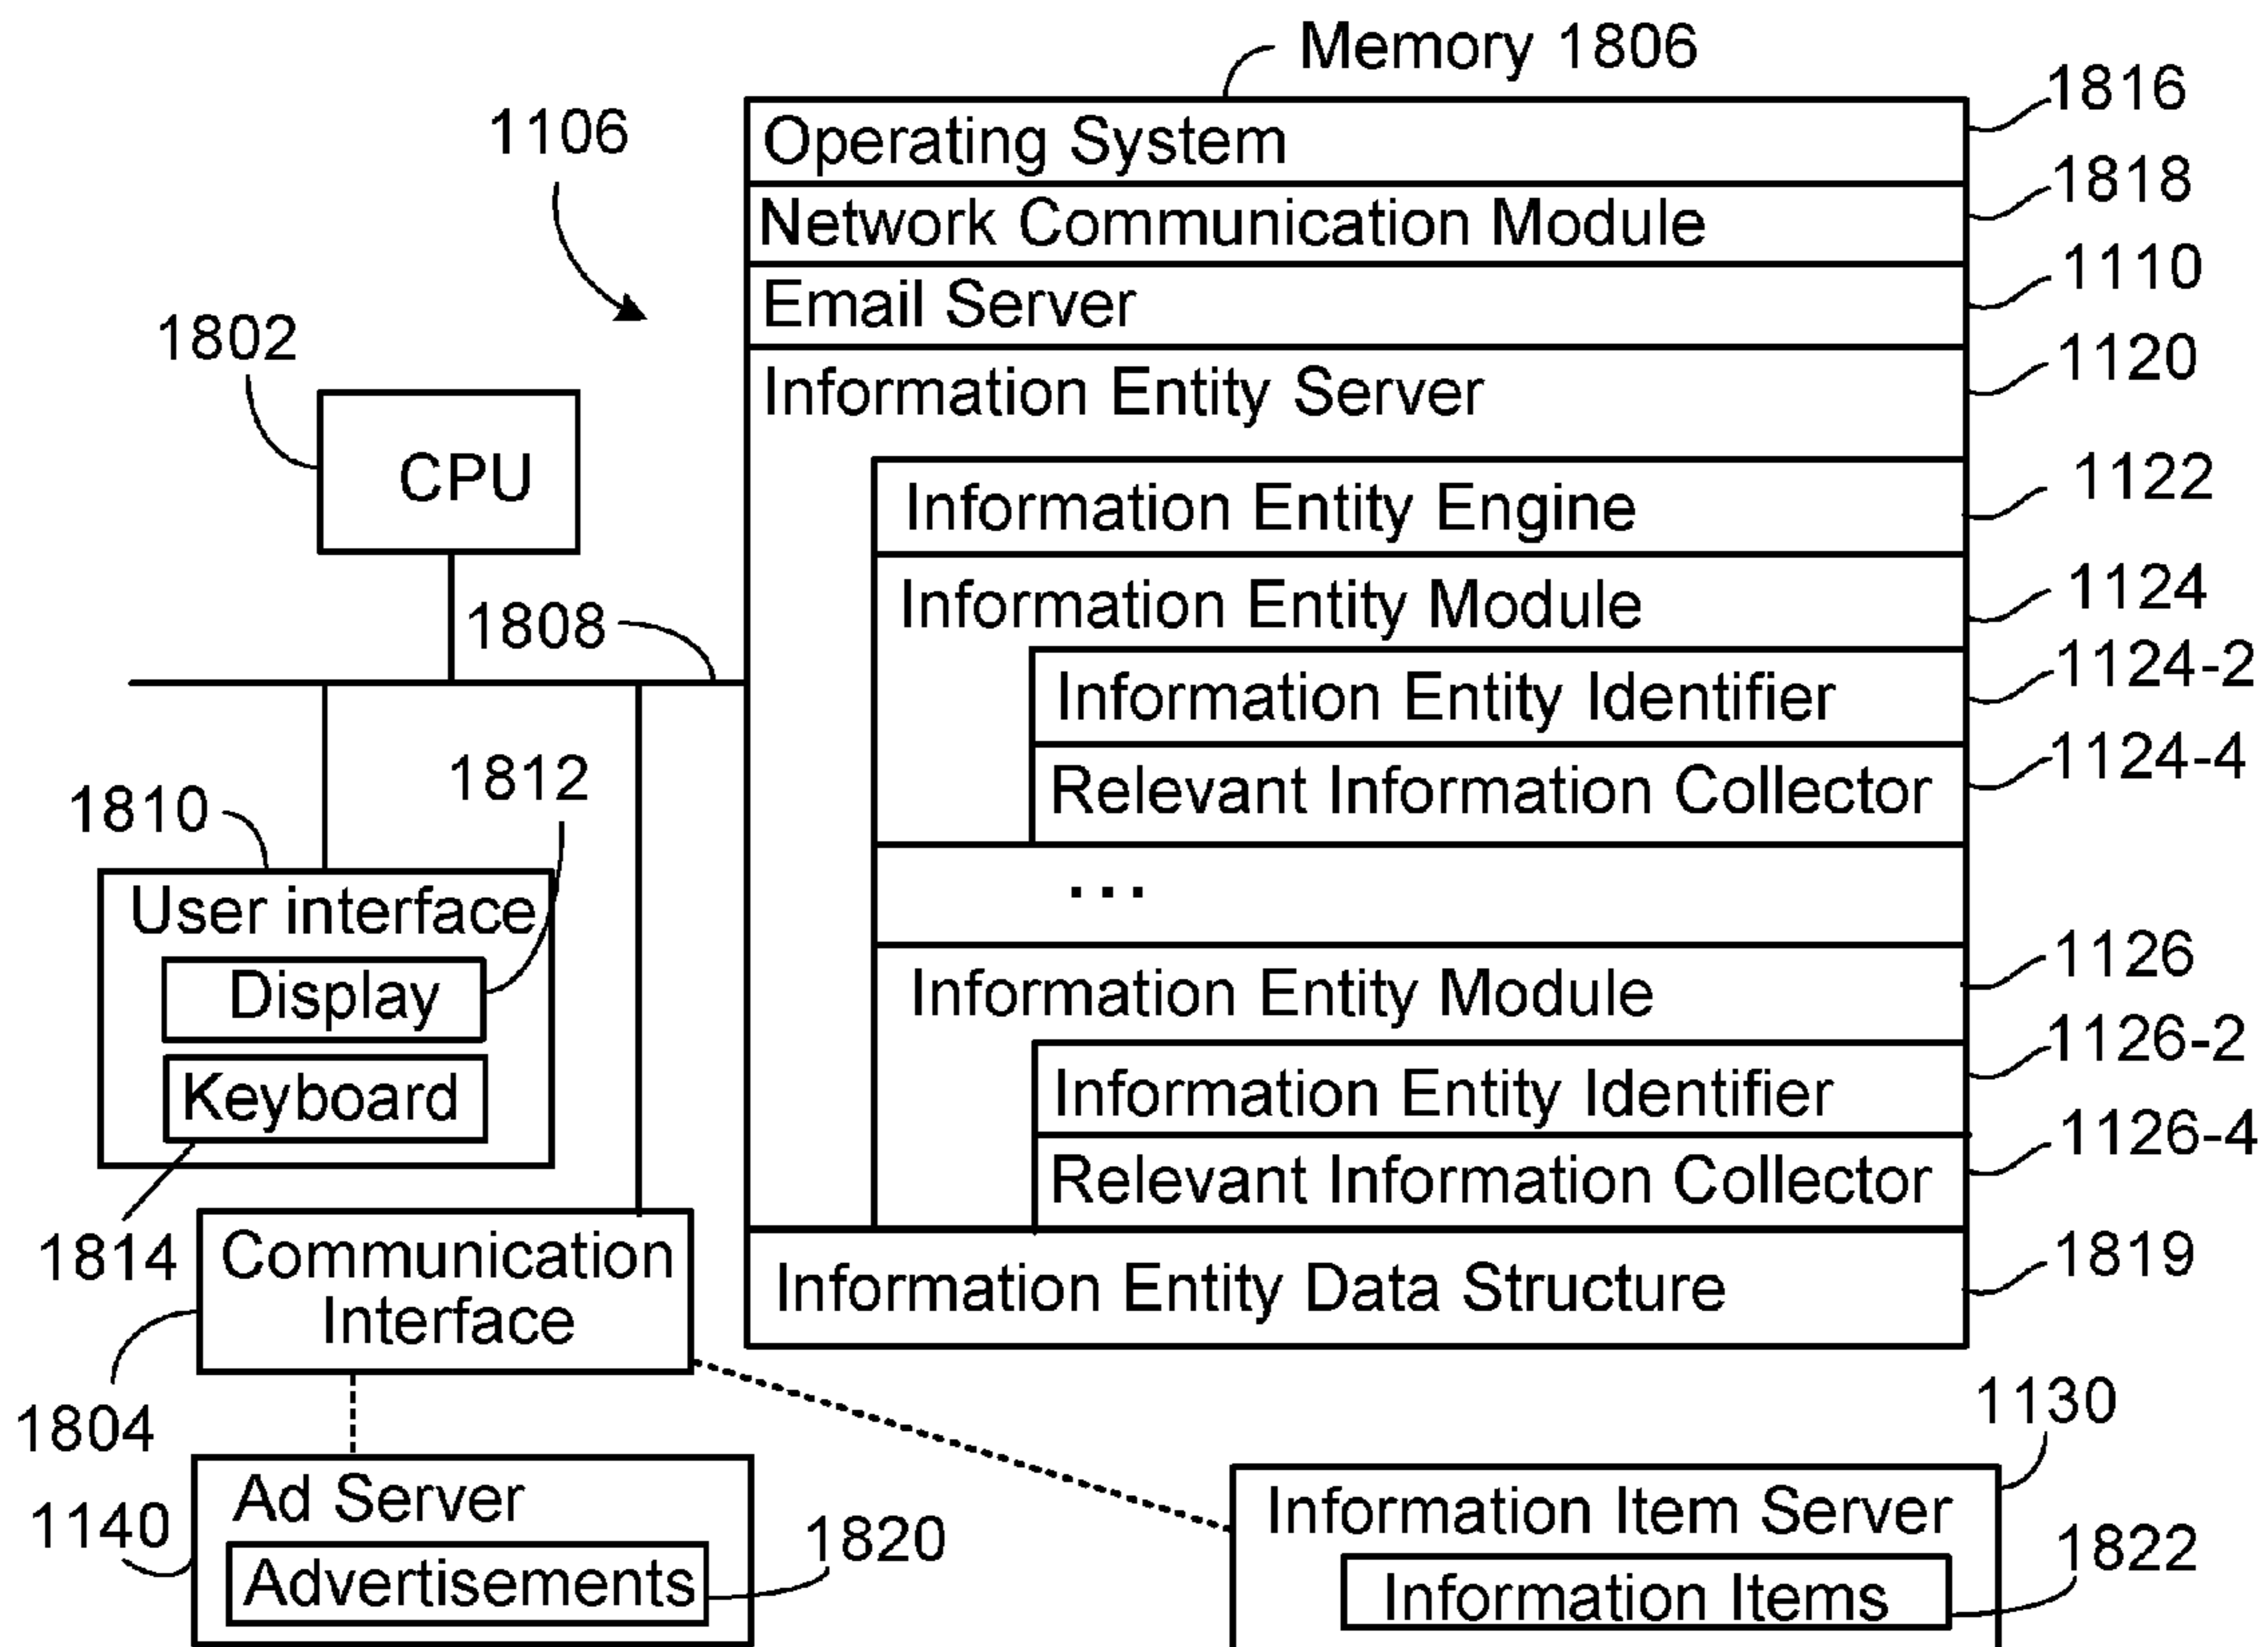 Memory 1806
1816
1106
Operating System
1818
Network Communication Module
1110
Email Server
1802
1120
Information Entity Server
CPU
1122
Information Entity Engine
1124
Information Entity Module
1808
1124-2
Information Entity Identifier
1124-4
Relevant Information Collector
1812
1810
...
User interface
1126
Information Entity Module
Display
1126-2
Information Entity Identifier
Keyboard
1126-4
Relevant Information Collector
1814
Communication
Interface
1819
Information Entity Data Structure
1804
1130
Ad Server
1140
Information Item Server
1820
Advertisements
1822
Information Items